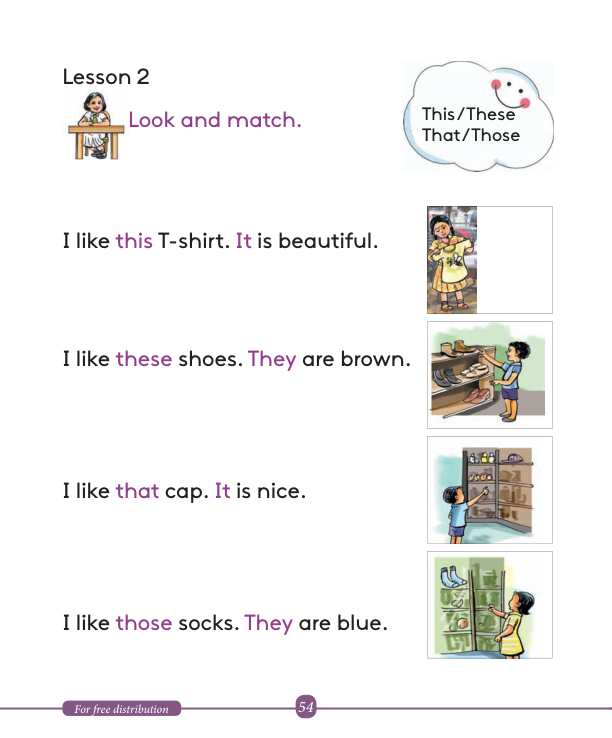 Lesson 2
Look and match.
This/These
That/Those
I like this T-shirt. It is beautiful.
I like these shoes. They are brown.
I like that cap. It is nice.
I like those socks. They are blue.
For free distribution
54